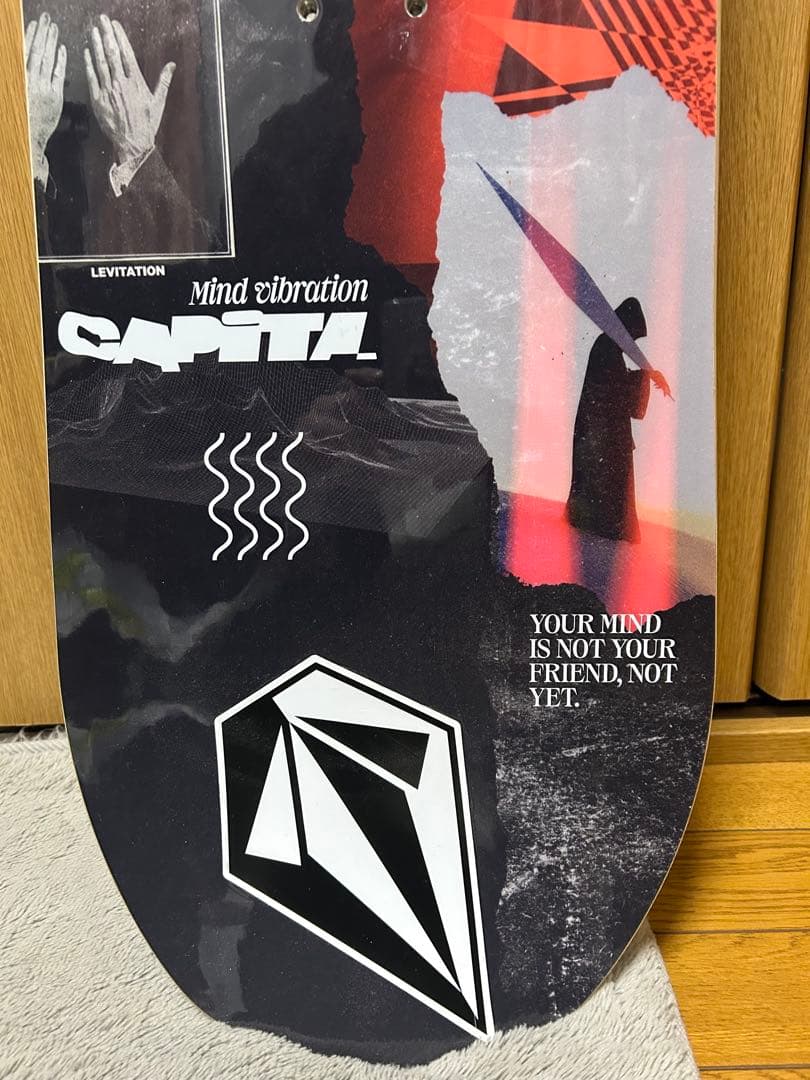 LEVITATION
Mind vibration
CAPiTA
YOUR MIND
IS NOT YOUR
FRIEND, NOT
YET.